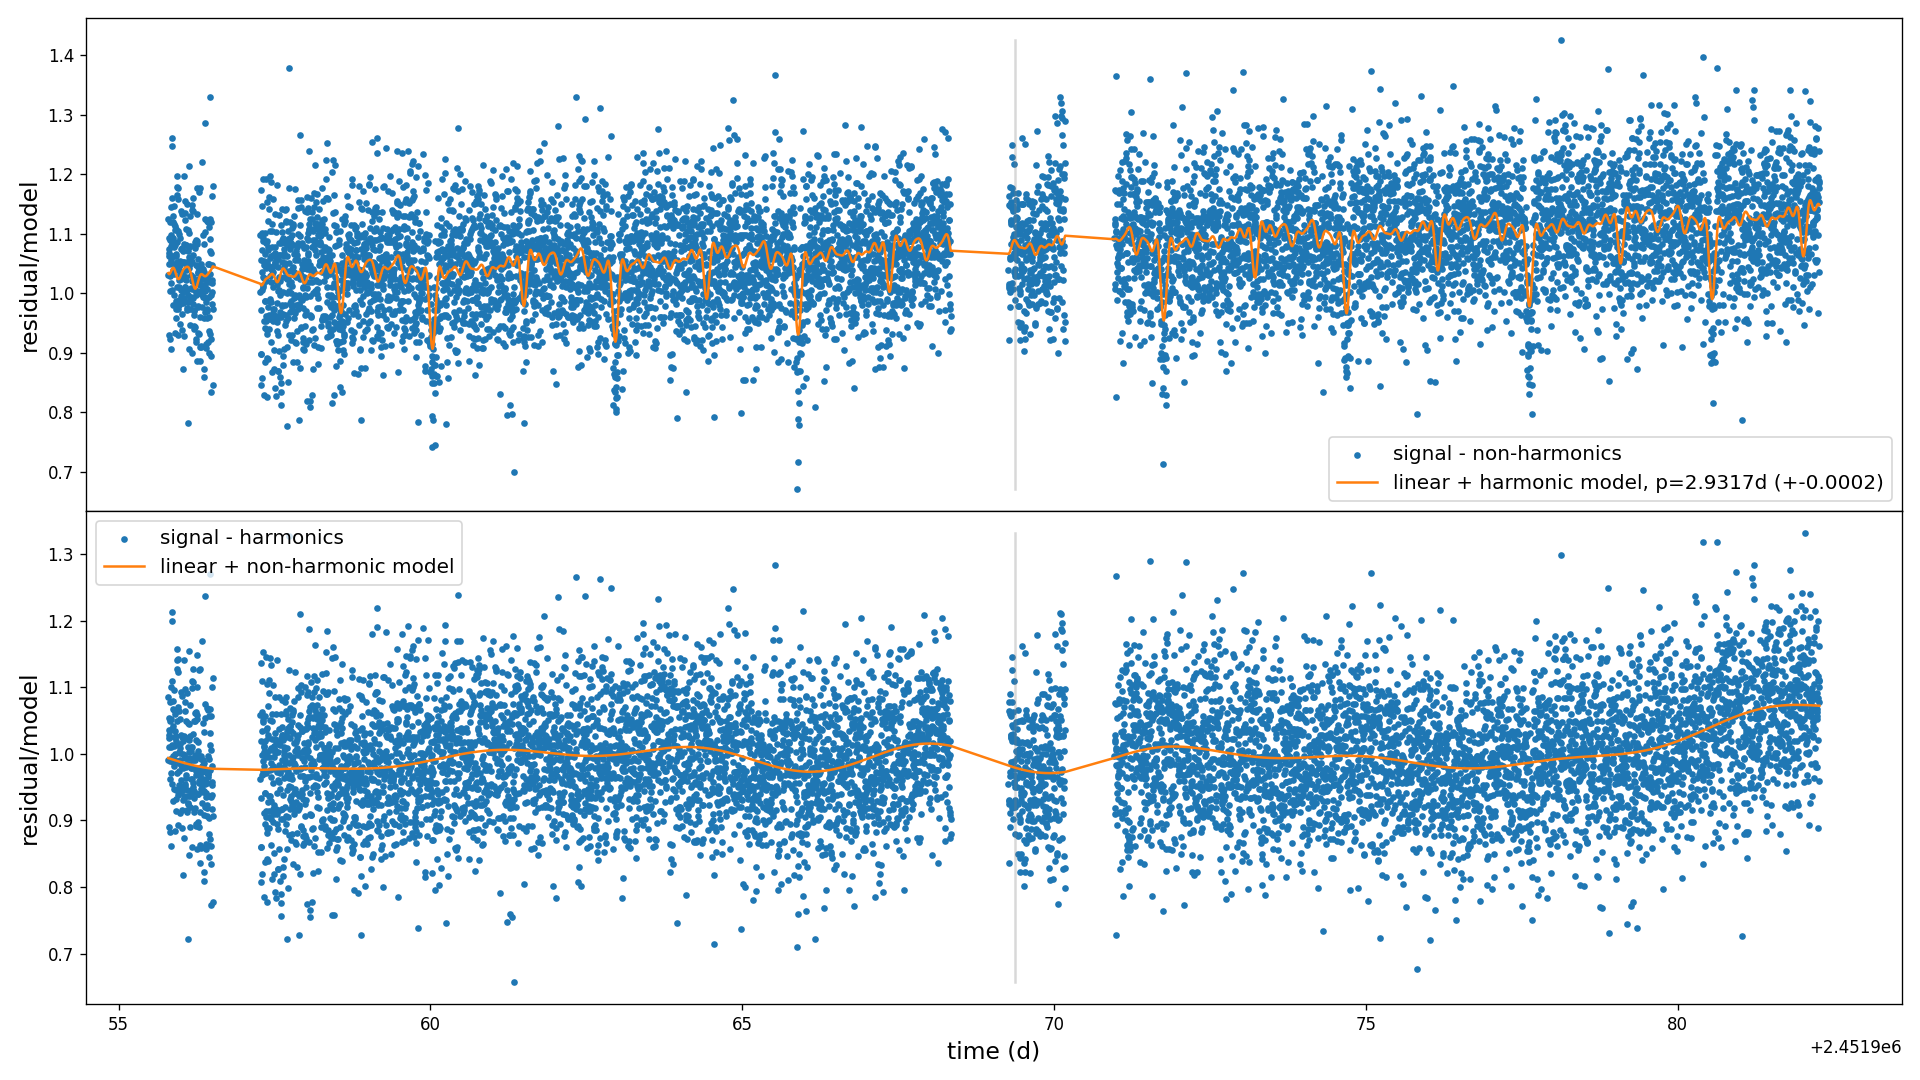 residual/model
1.4
1.3
1.2
1.1
1.0
0.9
0.8
0.7
signal - non-harmonics
linear + harmonic model, p=2.9317d (+-0.0002)
residual/model
1.3
1.2
1.1
1.0
0.9
0.8
0.7
signal - harmonics
linear + non-harmonic model
55
60
65
70
75
80
time (d)
+2.4519e6